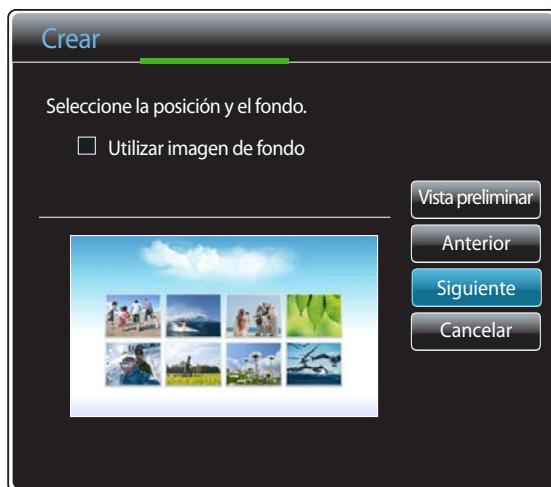 Crear
Seleccione la posición y el fondo.
Utilizar imagen de fondo
Vista preliminar
Anterior
Siguiente
Cancelar